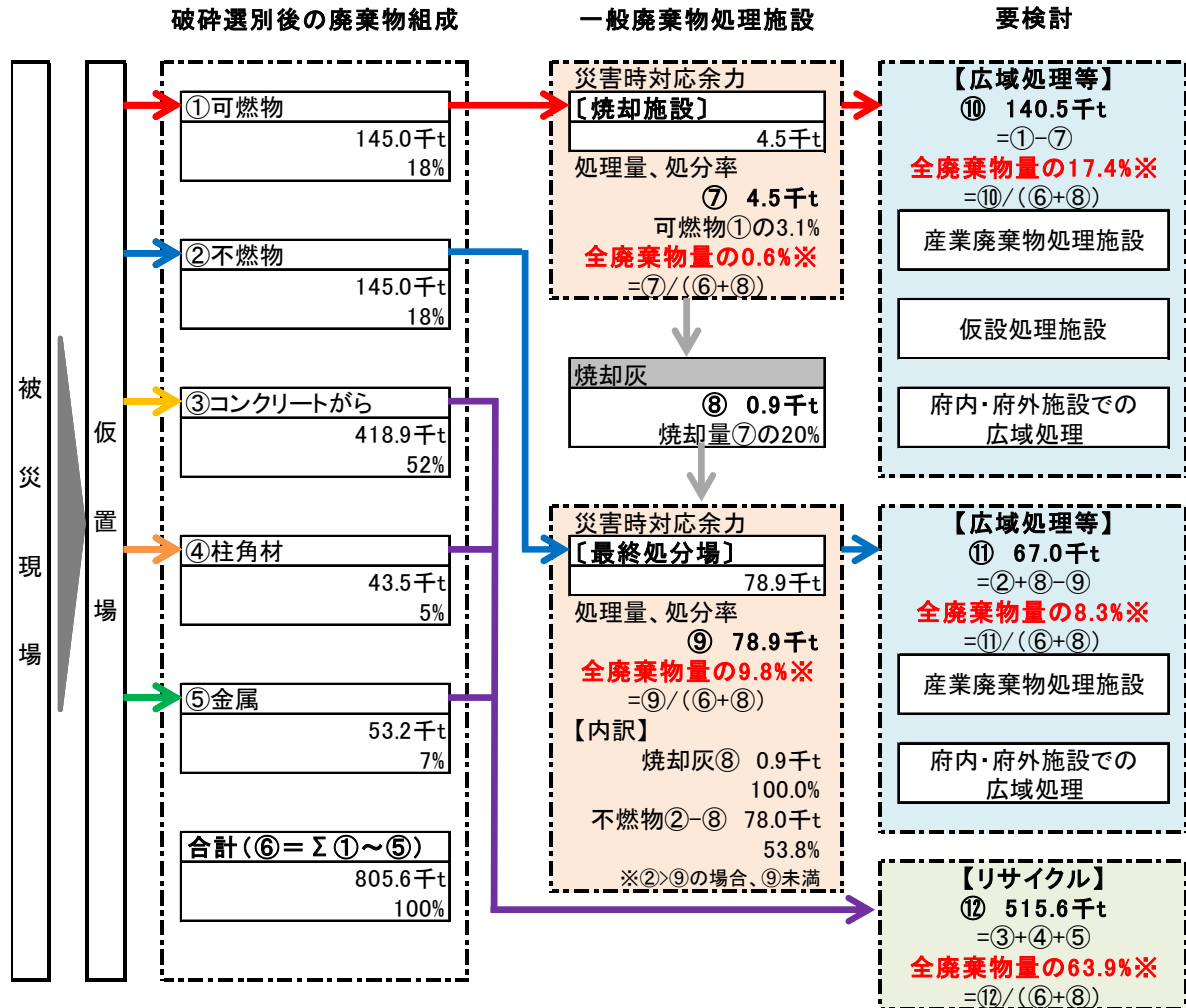 破砕選別後の廃棄物組成
一般廃棄物処理施設
要検討
被災現場
仮置場
①可燃物
145.0千t
18%
②不燃物
145.0千t
18%
③コンクリートがら
418.9千t
52%
④柱角材
43.5千t
5%
⑤金属
53.2千t
7%
合計(⑥=Σ①~⑤)
805.6千t
100%
災害時対応余力
〔焼却施設〕
4.5千t
処理量、処分率
⑦ 4.5千t
可燃物①の3.1%
全廃棄物量の0.6%※
=⑦/(⑥+⑧)
焼却灰
⑧ 0.9千t
焼却量⑦の20%
災害時対応余力
〔最終処分場〕
78.9千t
処理量、処分率
⑨ 78.9千t
全廃棄物量の9.8%※
=⑨/(⑥+⑧)
【内訳】
焼却灰⑧ 0.9千t
100.0%
不燃物②-⑧ 78.0千t
53.8%
※②>⑨の場合、⑨未満
【広域処理等】
⑩ 140.5千t
=①-⑦
全廃棄物量の17.4%※
=⑩/(⑥+⑧)
産業廃棄物処理施設
仮設処理施設
府内・府外施設での
広域処理
【広域処理等】
⑪ 67.0千t
=②+⑧-⑨
全廃棄物量の8.3%※
=⑪/(⑥+⑧)
産業廃棄物処理施設
府内・府外施設での
広域処理
【リサイクル】
⑫ 515.6千t
=③+④+⑤
全廃棄物量の63.9%※
=⑫/(⑥+⑧)